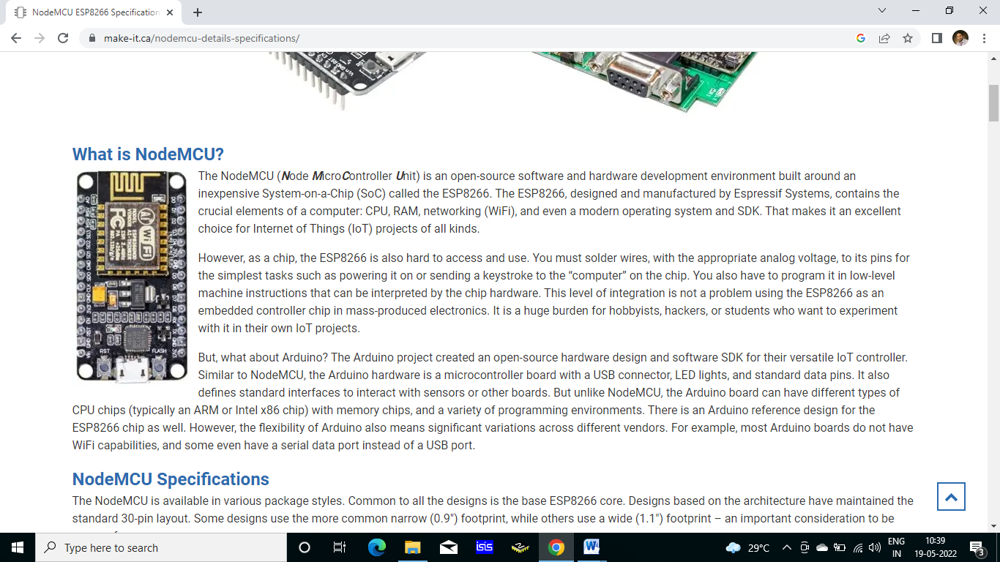 NodeMCU ESP8266 Specification
make-it.ca/nodemcu-details-specifications/
What is NodeMCU?
The NodeMCU (Node MicroController Unit) is an open-source software and hardware development environment built around an
inexpensive System-on-a-Chip (SoC) called the ESP8266. The ESP8266, designed and manufactured by Espressif Systems, contains the
crucial elements of a computer: CPU, RAM, networking (WiFi), and even a modern operating system and SDK. That makes it an excellent
choice for Internet of Things (IoT) projects of all kinds.
However, as a chip, the ESP8266 is also hard to access and use. You must solder wires, with the appropriate analog voltage, to its pins for
the simplest tasks such as powering it on or sending a keystroke to the “computer” on the chip. You also have to program it in low-level
machine instructions that can be interpreted by the chip hardware. This level of integration is not a problem using the ESP8266 as an
embedded controller chip in mass-produced electronics. It is a huge burden for hobbyists, hackers, or students who want to experiment
with it in their own IoT projects.
RST
FLASH
WiFi
But, what about Arduino? The Arduino project created an open-source hardware design and software SDK for their versatile IoT controller.
Similar to NodeMCU, the Arduino hardware is a microcontroller board with a USB connector, LED lights, and standard data pins. It also
defines standard interfaces to interact with sensors or other boards. But unlike NodeMCU, the Arduino board can have different types of
CPU chips (typically an ARM or Intel x86 chip) with memory chips, and a variety of programming environments. There is an Arduino reference design for the
ESP8266 chip as well. However, the flexibility of Arduino also means significant variations across different vendors. For example, most Arduino boards do not have
WiFi capabilities, and some even have a serial data port instead of a USB port.
NodeMCU Specifications
The NodeMCU is available in various package styles. Common to all the designs is the base ESP8266 core. Designs based on the architecture have maintained the
standard 30-pin layout. Some designs use the more common narrow (0.9") footprint, while others use a wide (1.1") footprint – an important consideration to be
Type here to search
isis
29°C
ENG
IN
10:39
19-05-2022
3